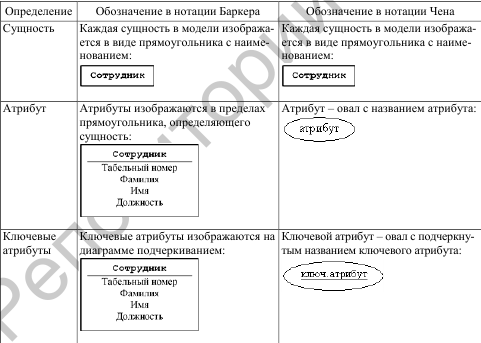 Определение Обозначение в нотации Баркера Обозначение в нотации Чена
Сущность Каждая сущность в модели изобража- Каждая сущность в модели изобража-
ется в виде прямоугольника с наиме- ется в виде прямоугольника с наиме-
нованием: нованием:
Сотрудник Сотрудник
Атрибут Атрибуты изображаются в пределах Атрибут – овал с названием атрибута:
прямоугольника, определяющего атрибут
сущность:
Сотрудник
Табельный номер
Фамилия
Имя
Должность
Ключевые Ключевые атрибуты изображаются на Ключевой атрибут – овал с подчеркну-
атрибуты диаграмме подчеркиванием: тым названием ключевого атрибута:
Сотрудник ключ.атрибут
Табельный номер
Фамилия
Имя
Должность